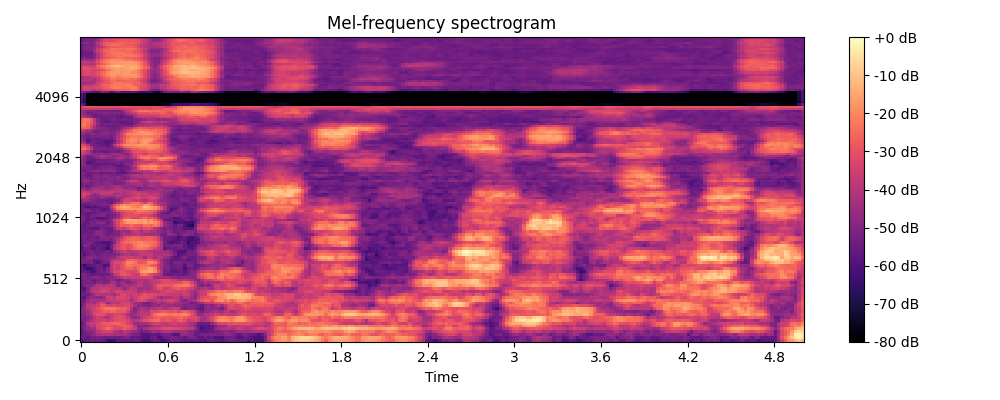 Mel-frequency spectrogram
Hz
4096
2048
1024
512
0
0 0.6 1.2 1.8 2.4 3 3.6 4.2 4.8
Time
+0 dB
-10 dB
-20 dB
-30 dB
-40 dB
-50 dB
-60 dB
-70 dB
-80 dB